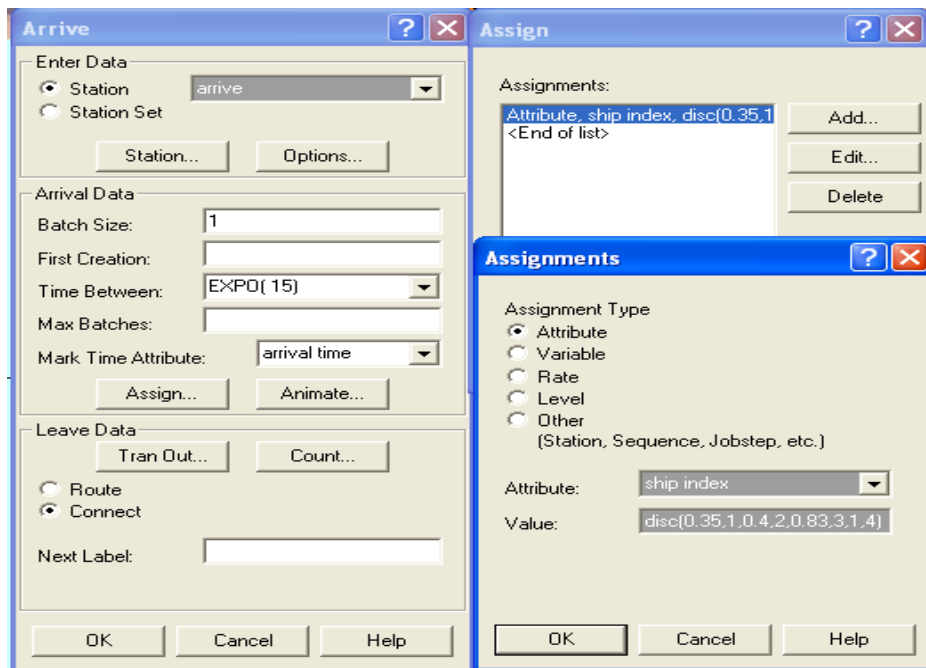 Arrive
Enter Data
Station
arrive
Station Set
Station...
Options...
Arrival Data
Batch Size:
1
First Creation:
Time Between:
EXPO( 15)
Max Batches:
Mark Time Attribute:
arrival time
Assign...
Animate...
Leave Data
Tran Out...
Count...
Route
Connect
Next Label:
OK
Cancel
Help
Assign
Assignments:
Attribute, ship index, disc(0.35,1
<End of list>
Add...
Edit...
Delete
Assignments
Assignment Type
Attribute
Variable
Rate
Level
Other
(Station, Sequence, Jobstep, etc.)
Attribute:
ship index
Value:
disc(0.35,1,0.4,2,0.83,3,1,4)
OK
Cancel
Help